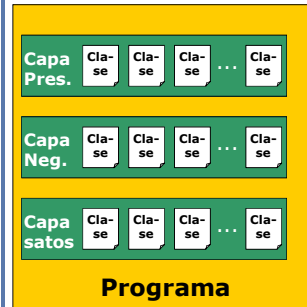 Capa Pres. Cla-se Cla-se Cla-se ... Cla-se
Capa Neg. Cla-se Cla-se Cla-se ... Cla-se
Capa satos Cla-se Cla-se Cla-se ... Cla-se
Programa